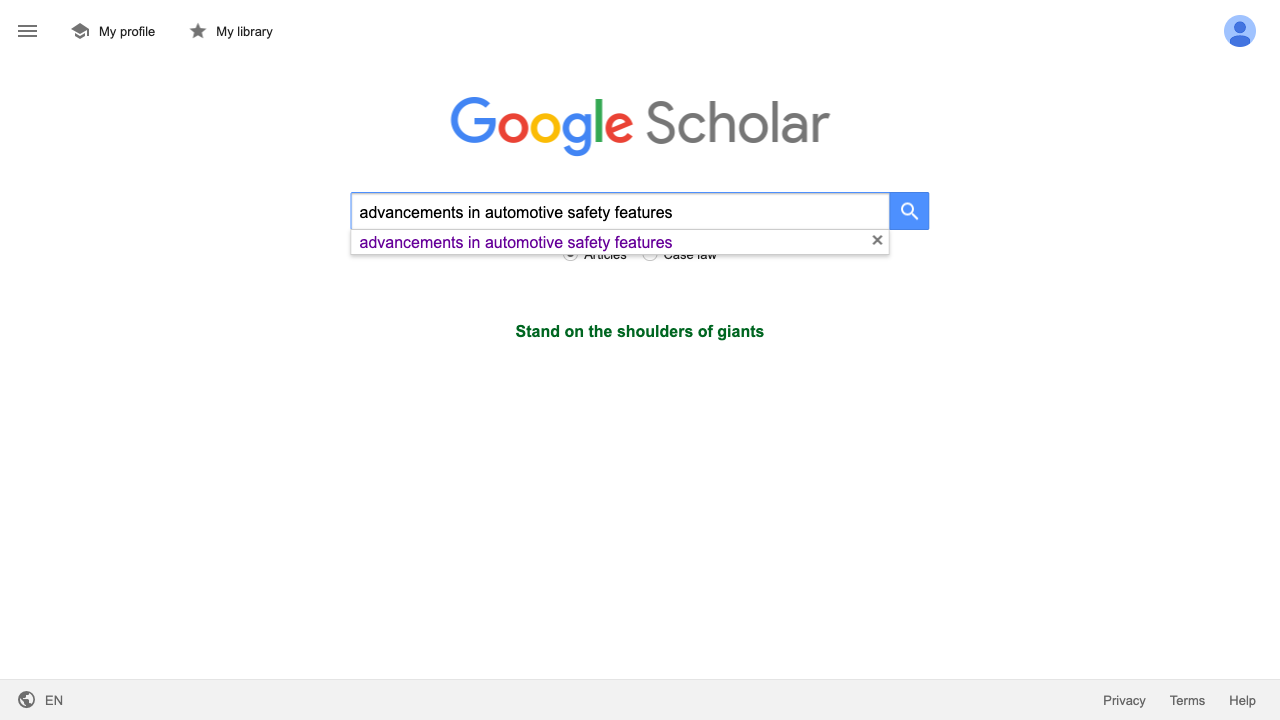 My profile
My library
Google Scholar
advancements in automotive safety features
advancements in automotive safety features
Articles
Case law
Stand on the shoulders of giants
EN
Privacy
Terms
Help